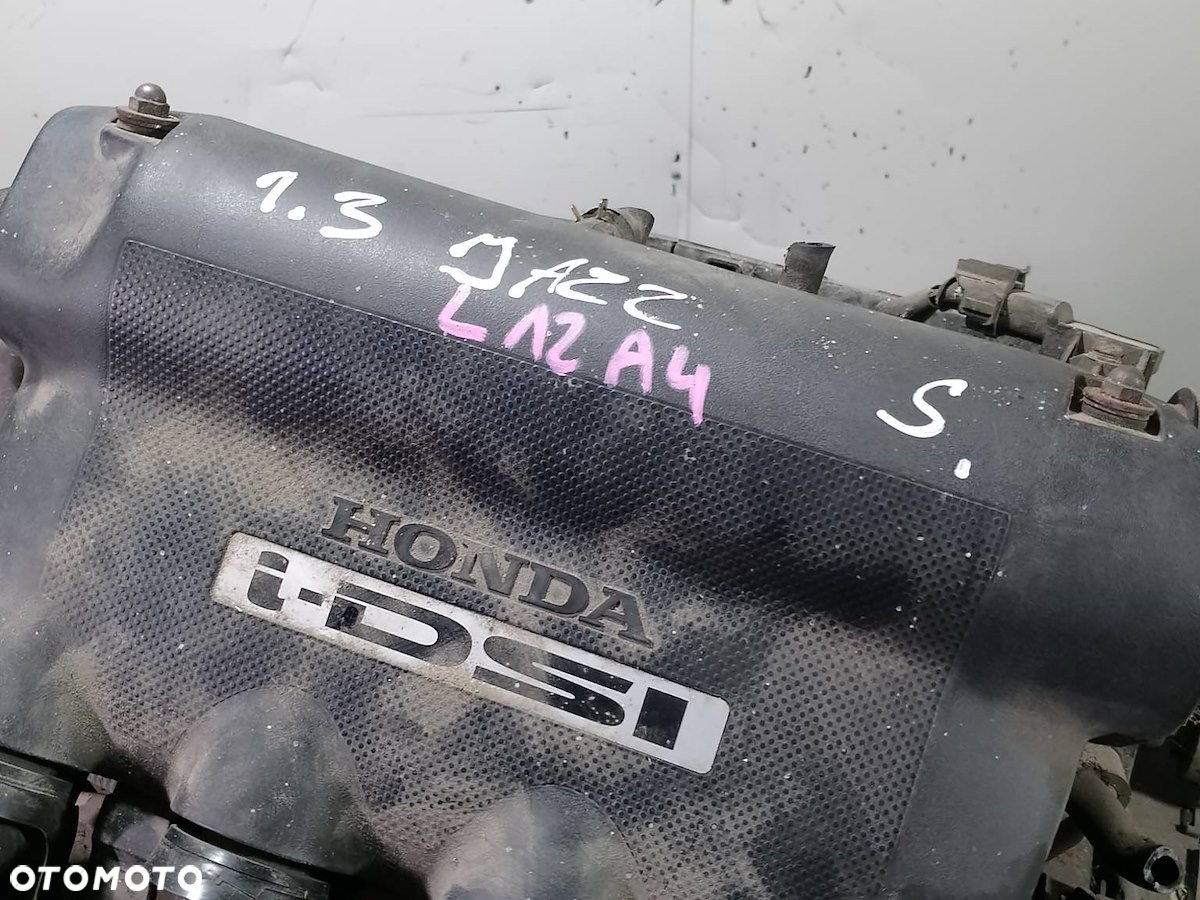 1.3
JAZZ
L12A4
S.
HONDA
i-DSI
OTOMOTO